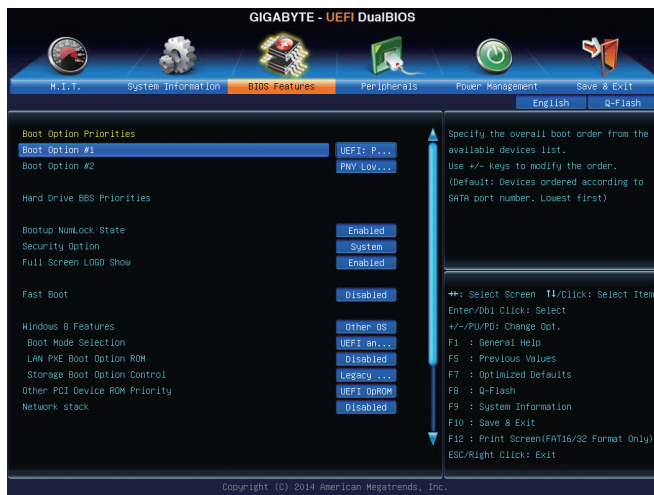 GIGABYTE - UEFI DualBIOS
M.I.T.
System Information
BIOS Features
Peripherals
Power Management
Save & Exit
English
Q-Flash
Boot Option Priorities
Boot Option #1 UEFI: P...
Boot Option #2 PNY Lov...
Hard Drive BBS Priorities
Bootup NumLock State Enabled
Security Option System
Full Screen LOGO Show Enabled
Fast Boot Disabled
Windows 8 Features Other OS
Boot Mode Selection UEFI an...
LAN PXE Boot Option ROM Disabled
Storage Boot Option Control Legacy ...
Other PCI Device ROM Priority UEFI OpROM
Network stack Disabled
Specify the overall boot order from the
available devices list.
Use +/- keys to modify the order.
(Default: Devices ordered according to
SATA port number. Lowest first)
→←: Select Screen ↑↓/Click: Select Item
Enter/Dbl Click: Select
+/-/PU/PD: Change Opt.
F1 : General Help
F5 : Previous Values
F7 : Optimized Defaults
F8 : Q-Flash
F9 : System Information
F10 : Save & Exit
F12 : Print Screen(FAT16/32 Format Only)
ESC/Right Click: Exit
Copyright (C) 2014 American Megatrends, Inc.